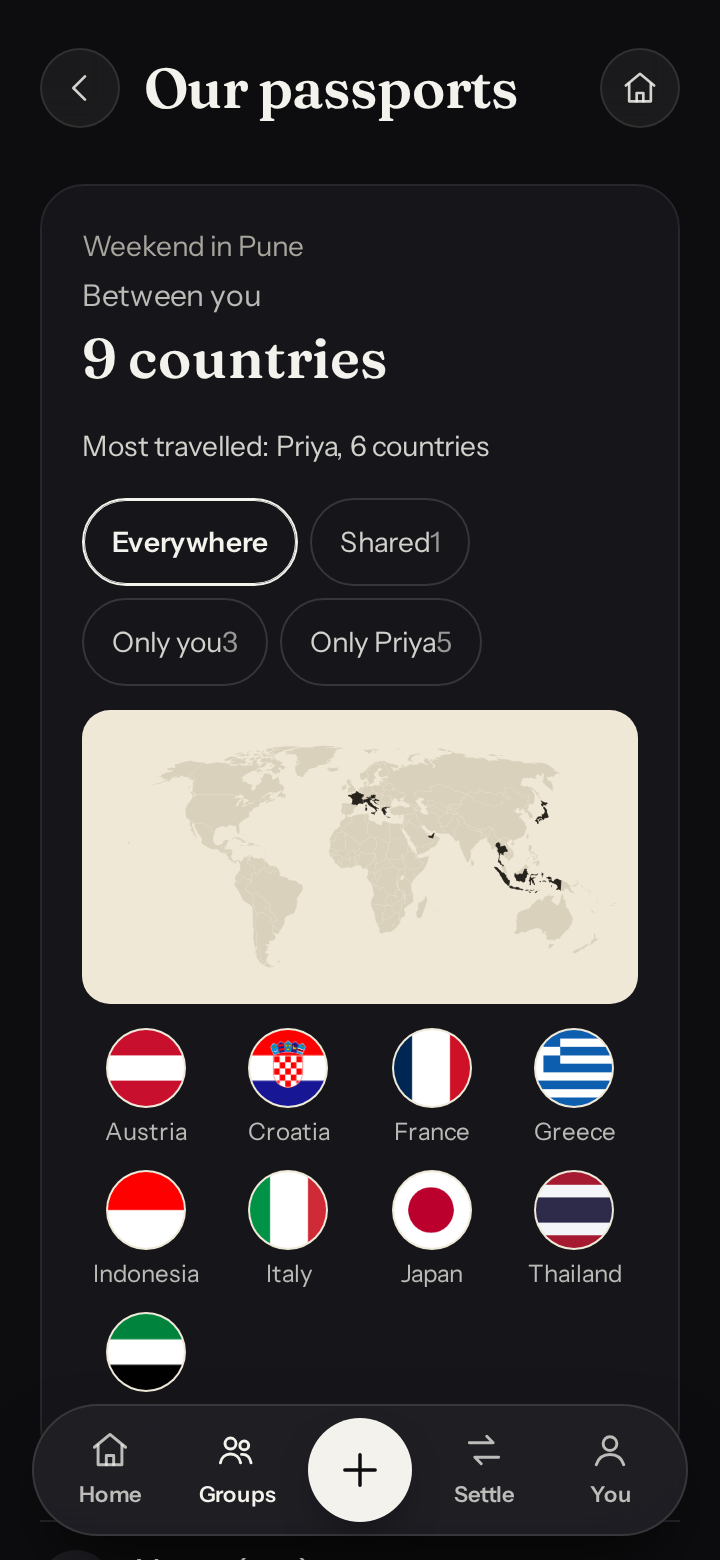 Our passports
Weekend in Pune
Between you
9 countries
Most travelled: Priya, 6 countries
Everywhere
Shared1
Only you3
Only Priya5
Austria
Croatia
France
Greece
Indonesia
Italy
Japan
Thailand
Home
Groups
Settle
You